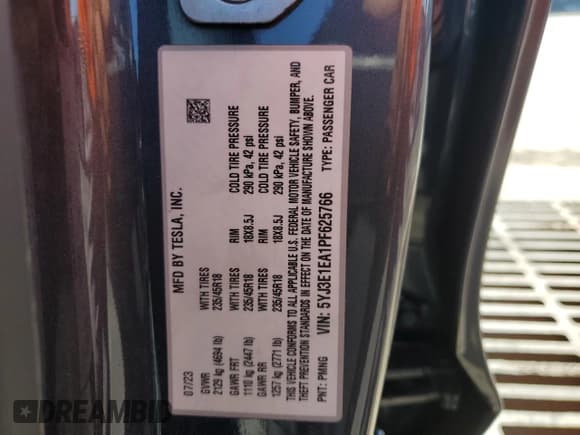 MFD BY TESLA, INC.
07/23
GVWR
2129 kg (4694 lb)
GAWR FRT WITH TIRES RIM COLD TIRE PRESSURE
1110 kg (2447 lb) 235/45R18 18X8.5J 290 kPa, 42 psi
GAWR RR WITH TIRES RIM COLD TIRE PRESSURE
1257 kg (2771 lb) 235/45R18 18X8.5J 290 kPa, 42 psi
THIS VEHICLE CONFORMS TO ALL APPLICABLE U.S. FEDERAL MOTOR VEHICLE SAFETY, BUMPER, AND
THEFT PREVENTION STANDARDS IN EFFECT ON THE DATE OF MANUFACTURE SHOWN ABOVE.
VIN: 5YJ3E1EA1PF625766
PNT: PMNG TYPE: PASSENGER CAR
DREAMBID